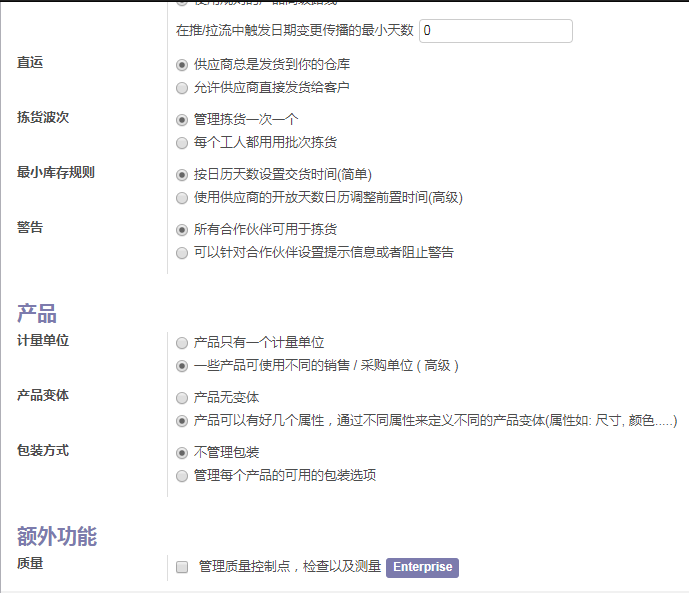 在推/拉流中触发日期变更传播的最小天数 0
直运
供应商总是发货到你的仓库
允许供应商直接发货给客户
拣货波次
管理拣货一次一个
每个工人都用用批次拣货
最小库存规则
按日历天数设置交货时间(简单)
使用供应商的开放天数日历调整前置时间(高级)
警告
所有合作伙伴可用于拣货
可以针对合作伙伴设置提示信息或者阻止警告
产品
计量单位
产品只有一个计量单位
一些产品可使用不同的销售 / 采购单位 ( 高级 )
产品变体
产品无变体
产品可以有好几个属性，通过不同属性来定义不同的产品变体(属性如: 尺寸, 颜色.....)
包装方式
不管理包装
管理每个产品的可用的包装选项
额外功能
质量
管理质量控制点，检查以及测量 Enterprise